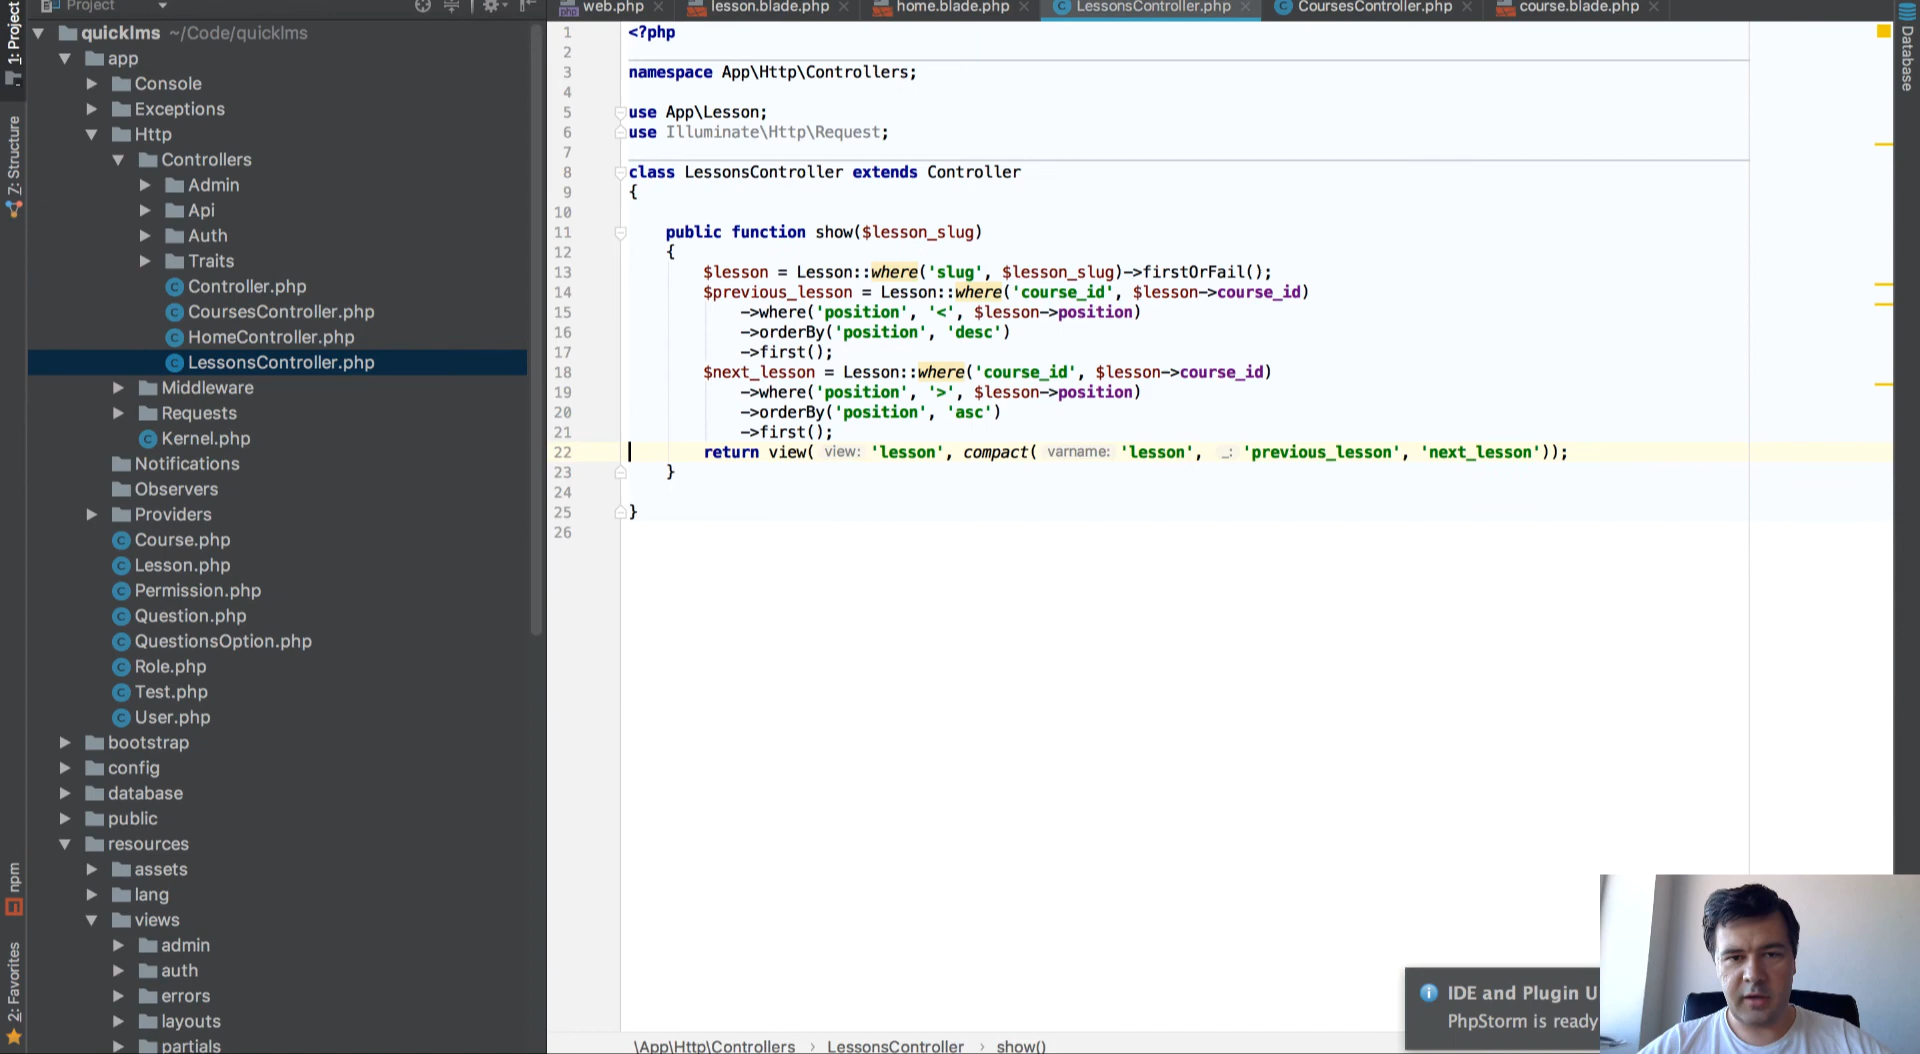 Project
web.php
lesson.blade.php
home.blade.php
LessonsController.php
CoursesController.php
course.blade.php
1: Project
7: Structure
npm
2: Favorites
Database
quicklms ~/Code/quicklms
app
Console
Exceptions
Http
Controllers
Admin
Api
Auth
Traits
Controller.php
CoursesController.php
HomeController.php
LessonsController.php
Middleware
Requests
Kernel.php
Notifications
Observers
Providers
Course.php
Lesson.php
Permission.php
Question.php
QuestionsOption.php
Role.php
Test.php
User.php
bootstrap
config
database
public
resources
assets
lang
views
admin
auth
errors
layouts
partials
1 <?php
2
3 namespace App\Http\Controllers;
4
5 use App\Lesson;
6 use Illuminate\Http\Request;
7
8 class LessonsController extends Controller
9 {
10
11 public function show($lesson_slug)
12 {
13 $lesson = Lesson::where('slug', $lesson_slug)->firstOrFail();
14 $previous_lesson = Lesson::where('course_id', $lesson->course_id)
15 ->where('position', '<', $lesson->position)
16 ->orderBy('position', 'desc')
17 ->first();
18 $next_lesson = Lesson::where('course_id', $lesson->course_id)
19 ->where('position', '>', $lesson->position)
20 ->orderBy('position', 'asc')
21 ->first();
22 return view( view: 'lesson', compact( varname: 'lesson', _: 'previous_lesson', 'next_lesson'));
23 }
24
25 }
26
IDE and Plugin U
PhpStorm is ready
\App\Http\Controllers › LessonsController › show()